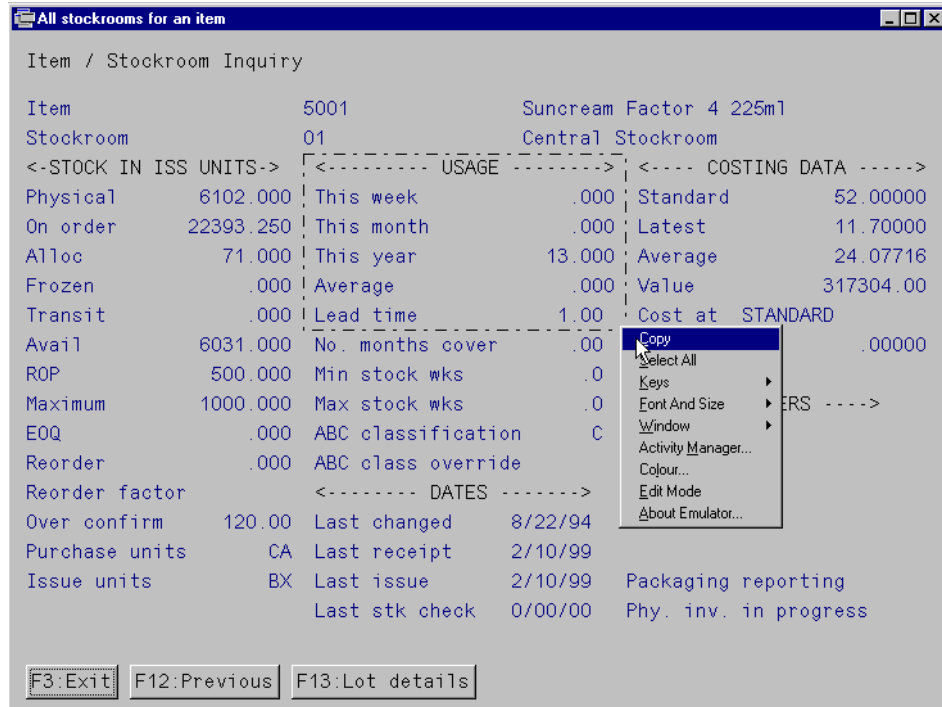 All stockrooms for an item
Item / Stockroom Inquiry
Item 5001 Suncream Factor 4 225ml
Stockroom 01 Central Stockroom
<-STOCK IN ISS UNITS-> <--------- USAGE --------> <---- COSTING DATA ----->
Physical 6102.000 This week .000 Standard 52.00000
On order 22393.250 This month .000 Latest 11.70000
Alloc 71.000 This year 13.000 Average 24.07716
Frozen .000 Average .000 Value 317304.00
Transit .000 Lead time 1.00 Cost at STANDARD
Avail 6031.000 No. months cover .00 Copy .00000
Select All
ROP 500.000 Min stock wks .0 Keys
Maximum 1000.000 Max stock wks .0 Font And Size ERS ---->
Window
EOQ .000 ABC classification C Activity Manager...
Reorder .000 ABC class override Colour...
Reorder factor <-------- DATES -------> Edit Mode
Over confirm 120.00 Last changed 8/22/94 About Emulator...
Purchase units CA Last receipt 2/10/99
Issue units BX Last issue 2/10/99 Packaging reporting
Last stk check 0/00/00 Phy. inv. in progress
F3:Exit F12:Previous F13:Lot details